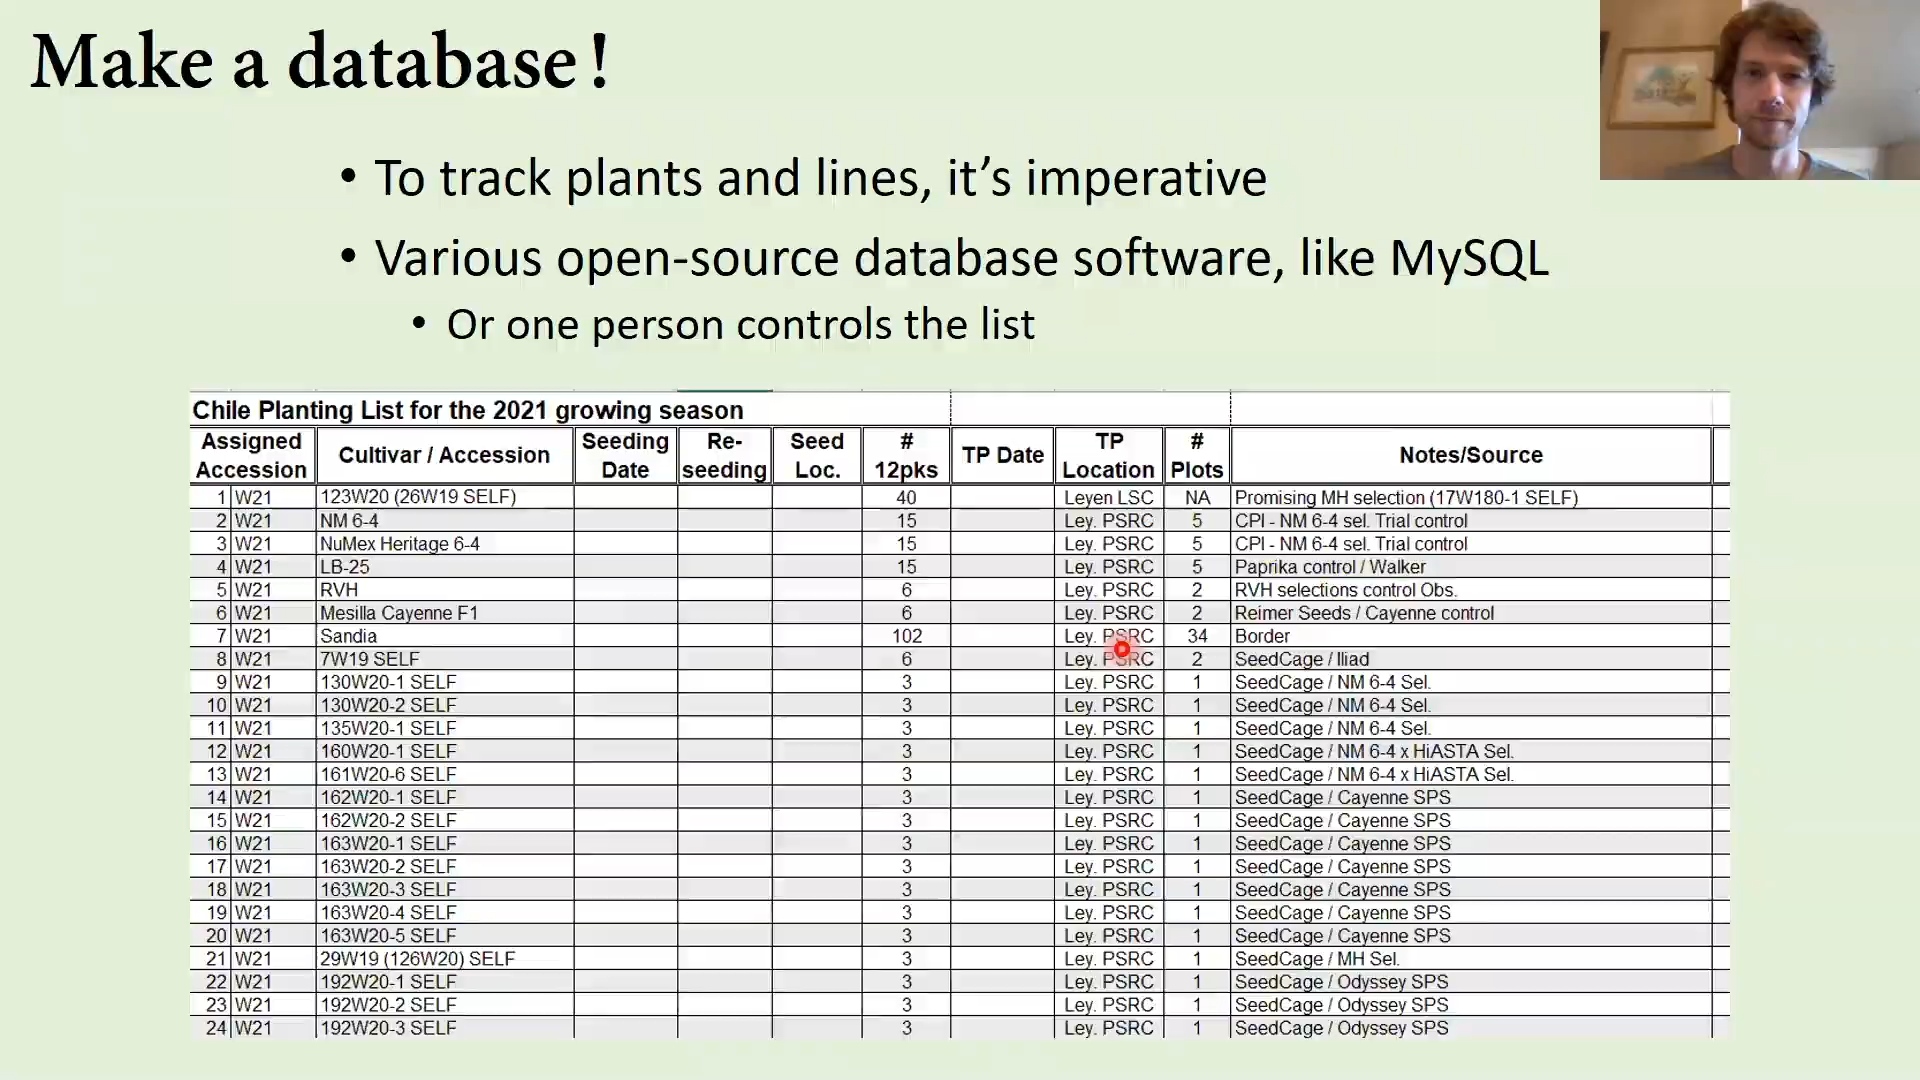 Make a database!
• To track plants and lines, it’s imperative
• Various open-source database software, like MySQL
• Or one person controls the list
Chile Planting List for the 2021 growing season
Assigned Accession Cultivar / Accession Seeding Date Re-seeding Seed Loc. # 12pks TP Date TP Location # Plots Notes/Source
1 W21 123W20 (26W19 SELF) 40 Leyen LSC NA Promising MH selection (17W180-1 SELF)
2 W21 NM 6-4 15 Ley. PSRC 5 CPI - NM 6-4 sel. Trial control
3 W21 NuMex Heritage 6-4 15 Ley. PSRC 5 CPI - NM 6-4 sel. Trial control
4 W21 LB-25 15 Ley. PSRC 5 Paprika control / Walker
5 W21 RVH 6 Ley. PSRC 2 RVH selections control Obs.
6 W21 Mesilla Cayenne F1 6 Ley. PSRC 2 Reimer Seeds / Cayenne control
7 W21 Sandia 102 Ley. PSRC 34 Border
8 W21 7W19 SELF 6 Ley. PSRC 2 SeedCage / Iliad
9 W21 130W20-1 SELF 3 Ley. PSRC 1 SeedCage / NM 6-4 Sel.
10 W21 130W20-2 SELF 3 Ley. PSRC 1 SeedCage / NM 6-4 Sel.
11 W21 135W20-1 SELF 3 Ley. PSRC 1 SeedCage / NM 6-4 Sel.
12 W21 160W20-1 SELF 3 Ley. PSRC 1 SeedCage / NM 6-4 x HiASTA Sel.
13 W21 161W20-6 SELF 3 Ley. PSRC 1 SeedCage / NM 6-4 x HiASTA Sel.
14 W21 162W20-1 SELF 3 Ley. PSRC 1 SeedCage / Cayenne SPS
15 W21 162W20-2 SELF 3 Ley. PSRC 1 SeedCage / Cayenne SPS
16 W21 163W20-1 SELF 3 Ley. PSRC 1 SeedCage / Cayenne SPS
17 W21 163W20-2 SELF 3 Ley. PSRC 1 SeedCage / Cayenne SPS
18 W21 163W20-3 SELF 3 Ley. PSRC 1 SeedCage / Cayenne SPS
19 W21 163W20-4 SELF 3 Ley. PSRC 1 SeedCage / Cayenne SPS
20 W21 163W20-5 SELF 3 Ley. PSRC 1 SeedCage / Cayenne SPS
21 W21 29W19 (126W20) SELF 3 Ley. PSRC 1 SeedCage / MH Sel.
22 W21 192W20-1 SELF 3 Ley. PSRC 1 SeedCage / Odyssey SPS
23 W21 192W20-2 SELF 3 Ley. PSRC 1 SeedCage / Odyssey SPS
24 W21 192W20-3 SELF 3 Ley. PSRC 1 SeedCage / Odyssey SPS